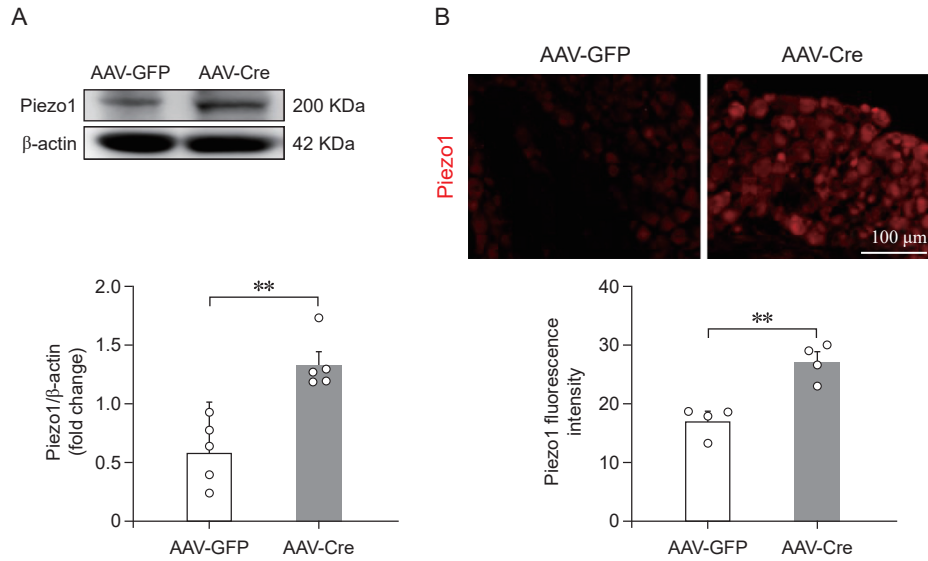 A
AAV-GFP AAV-Cre
Piezo1 200 KDa
β-actin 42 KDa
2.0
1.5
1.0
0.5
0
Piezo1/β-actin
(fold change)
**
AAV-GFP AAV-Cre
B
AAV-GFP AAV-Cre
Piezo1
100 μm
40
30
20
10
0
Piezo1 fluorescence
intensity
**
AAV-GFP AAV-Cre